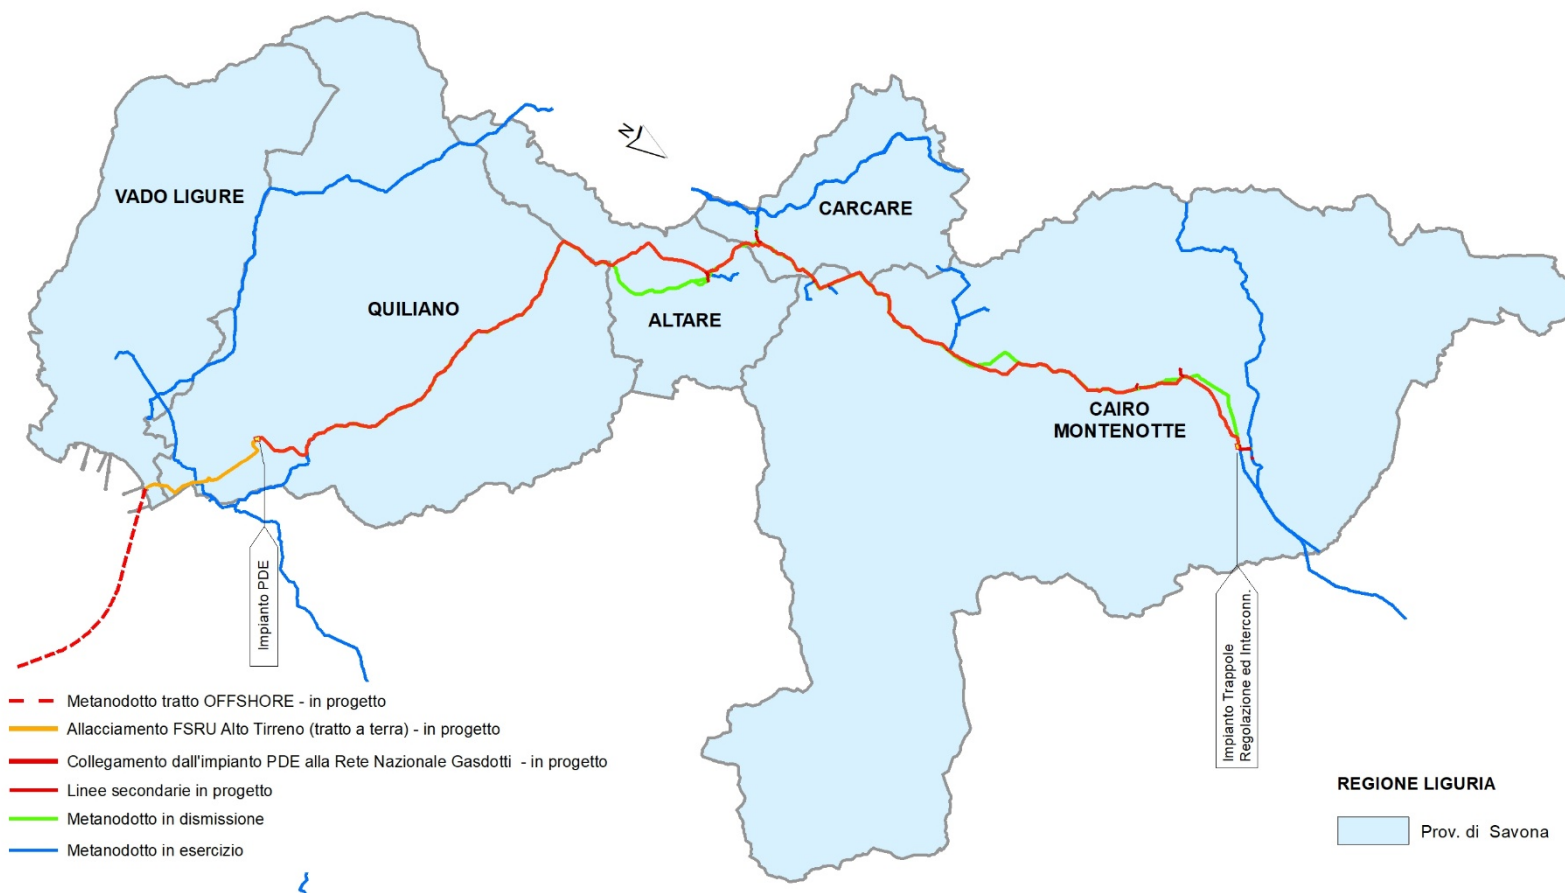 N
VADO LIGURE
CARCARE
QUILIANO
ALTARE
CAIRO
MONTENOTTE
Impianto PDE
Impianto Trappole
Regolazione ed Interconn.
Metanodotto tratto OFFSHORE - in progetto
Allacciamento FSRU Alto Tirreno (tratto a terra) - in progetto
Collegamento dall'impianto PDE alla Rete Nazionale Gasdotti - in progetto
Linee secondarie in progetto
Metanodotto in dismissione
Metanodotto in esercizio
REGIONE LIGURIA
Prov. di Savona